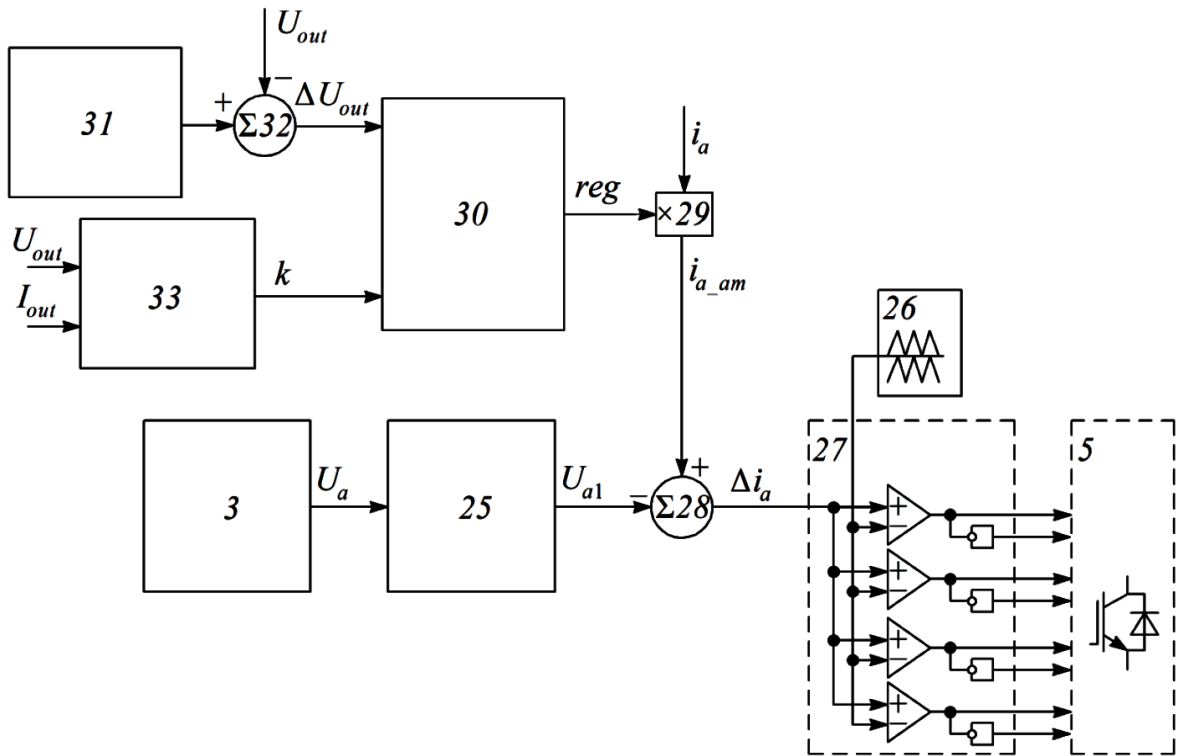 U_out
31
+
−
Σ32
ΔU_out
30
i_a
reg
×29
U_out
I_out
33
k
i_a_am
26
3
U_a
25
U_a1
−
+
Σ28
Δi_a
27
5
+
−
+
−
+
−
+
−